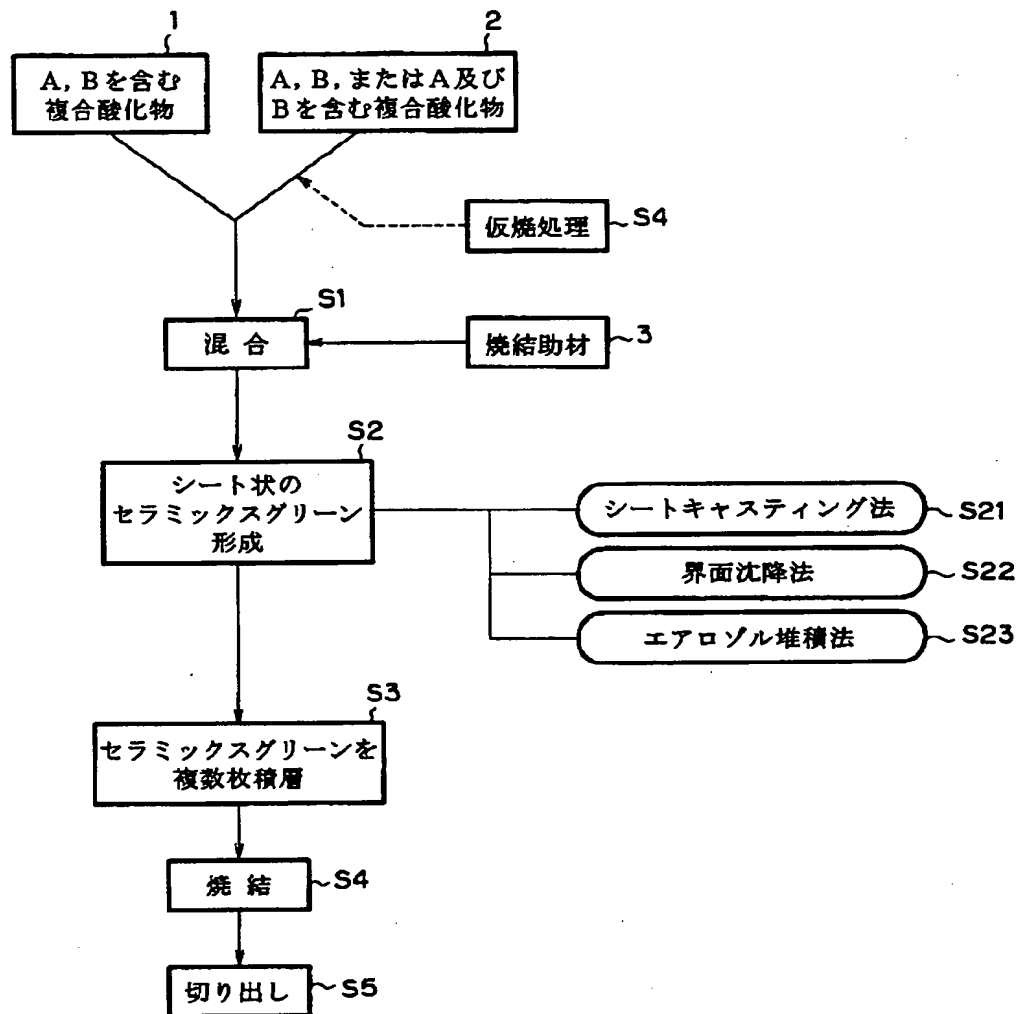 1
2
A, Bを含む
複合酸化物
A, B, またはA及び
Bを含む複合酸化物
仮焼処理
S4
S1
混 合
焼結助材
3
S2
シート状の
セラミックスグリーン
形成
シートキャスティング法
S21
界面沈降法
S22
エアロゾル堆積法
S23
S3
セラミックスグリーンを
複数枚積層
焼 結
S4
切り出し
S5